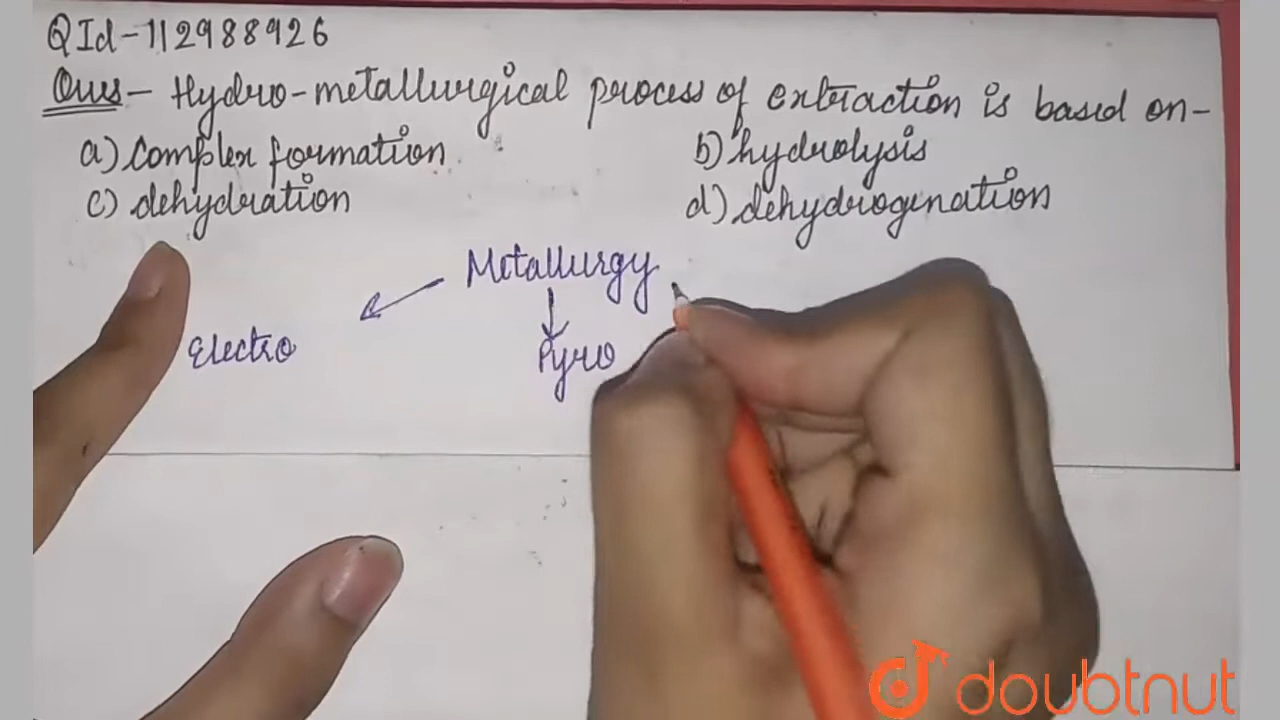 QId-112988926
Ques- Hydro-metallurgical process of extraction is based on-
a) Complex formation b) hydrolysis
c) dehydration d) dehydrogenation
Metallurgy
Electro Pyro
doubtnut